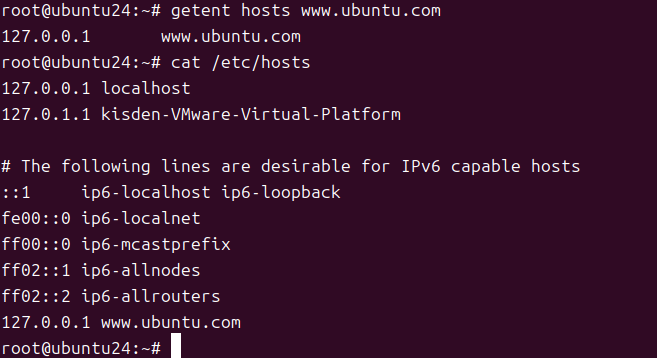 root@ubuntu24:~# getent hosts www.ubuntu.com
127.0.0.1       www.ubuntu.com
root@ubuntu24:~# cat /etc/hosts
127.0.0.1 localhost
127.0.1.1 kisden-VMware-Virtual-Platform

# The following lines are desirable for IPv6 capable hosts
::1     ip6-localhost ip6-loopback
fe00::0 ip6-localnet
ff00::0 ip6-mcastprefix
ff02::1 ip6-allnodes
ff02::2 ip6-allrouters
127.0.0.1 www.ubuntu.com
root@ubuntu24:~#